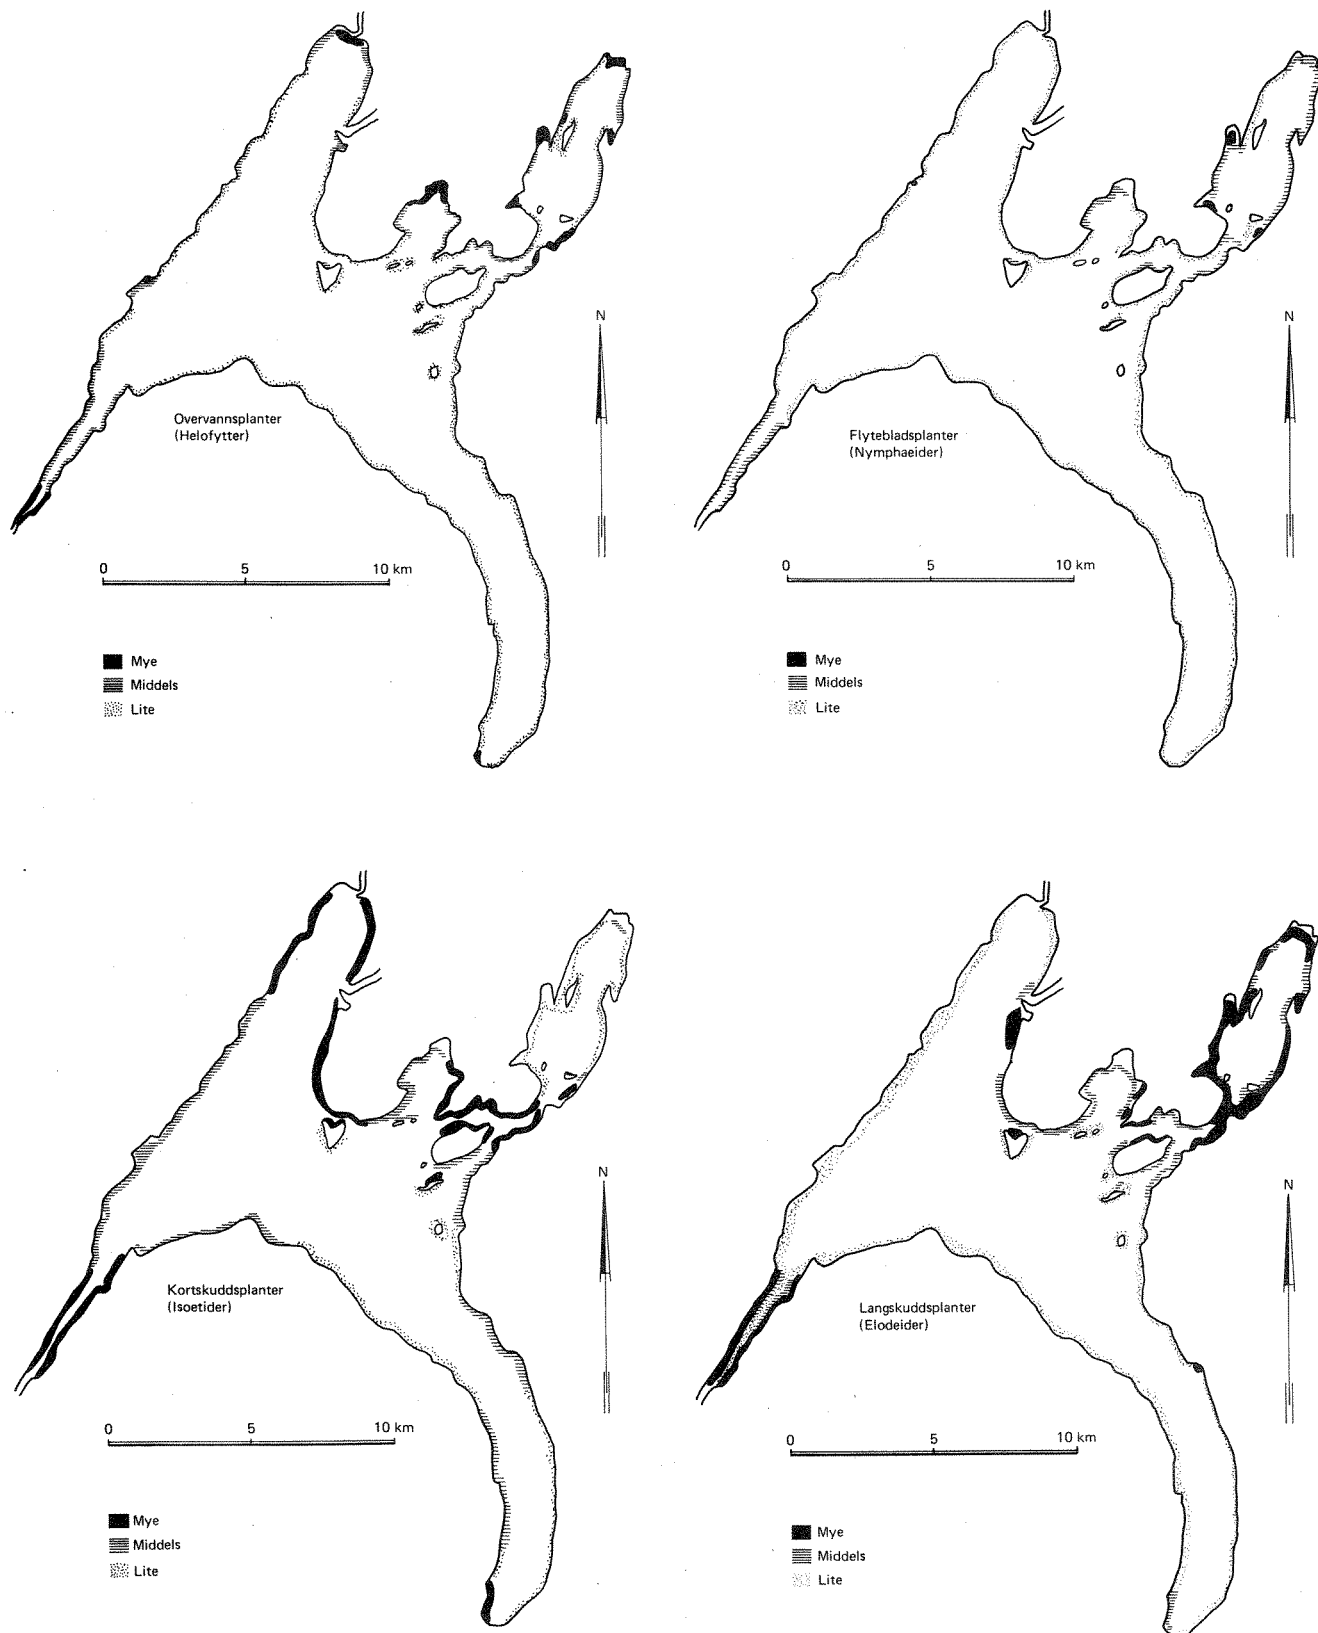 N
Overvannsplanter
(Helofytter)
0 5 10 km
Mye
Middels
Lite
N
Flytebladsplanter
(Nymphaeider)
0 5 10 km
Mye
Middels
Lite
N
Kortskuddsplanter
(Isoetider)
0 5 10 km
Mye
Middels
Lite
N
Langskuddsplanter
(Elodeider)
0 5 10 km
Mye
Middels
Lite